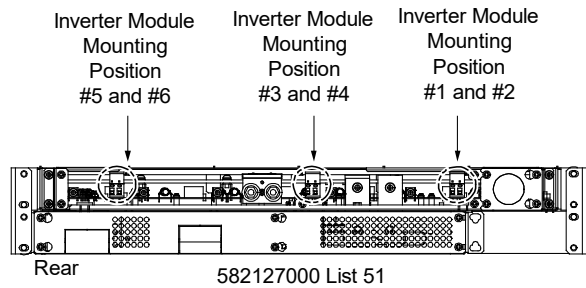 Inverter Module
Mounting
Position
#5 and #6
Inverter Module
Mounting
Position
#3 and #4
Inverter Module
Mounting
Position
#1 and #2
Rear
582127000 List 51